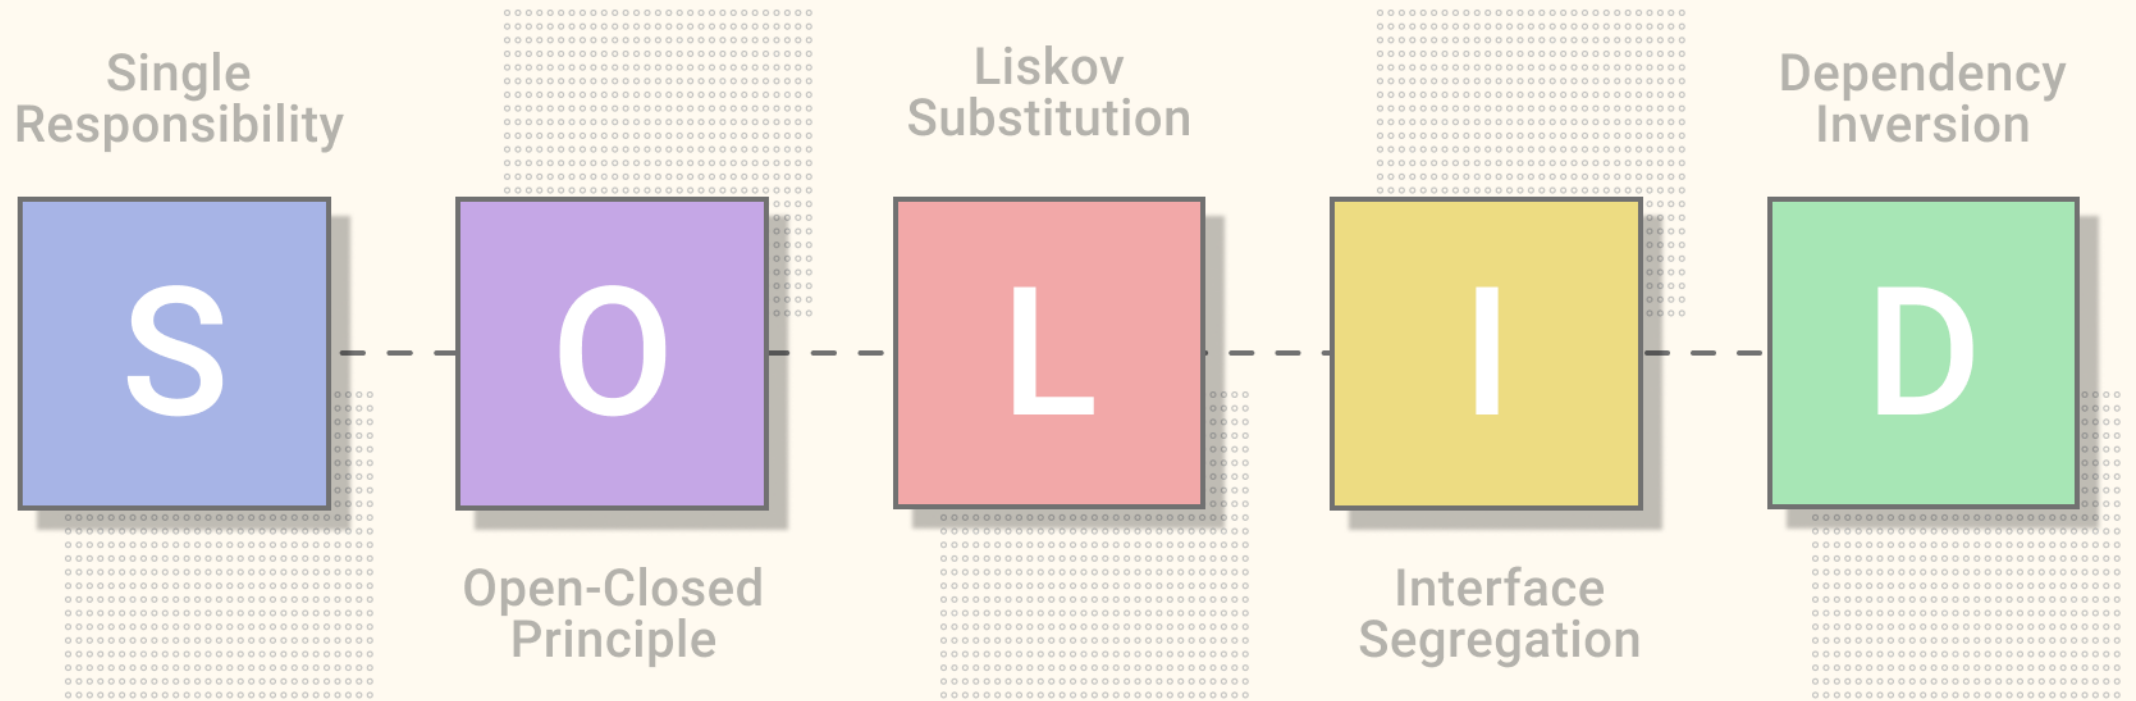 Single
Responsibility
S
O
Open-Closed
Principle
Liskov
Substitution
L
I
Interface
Segregation
Dependency
Inversion
D